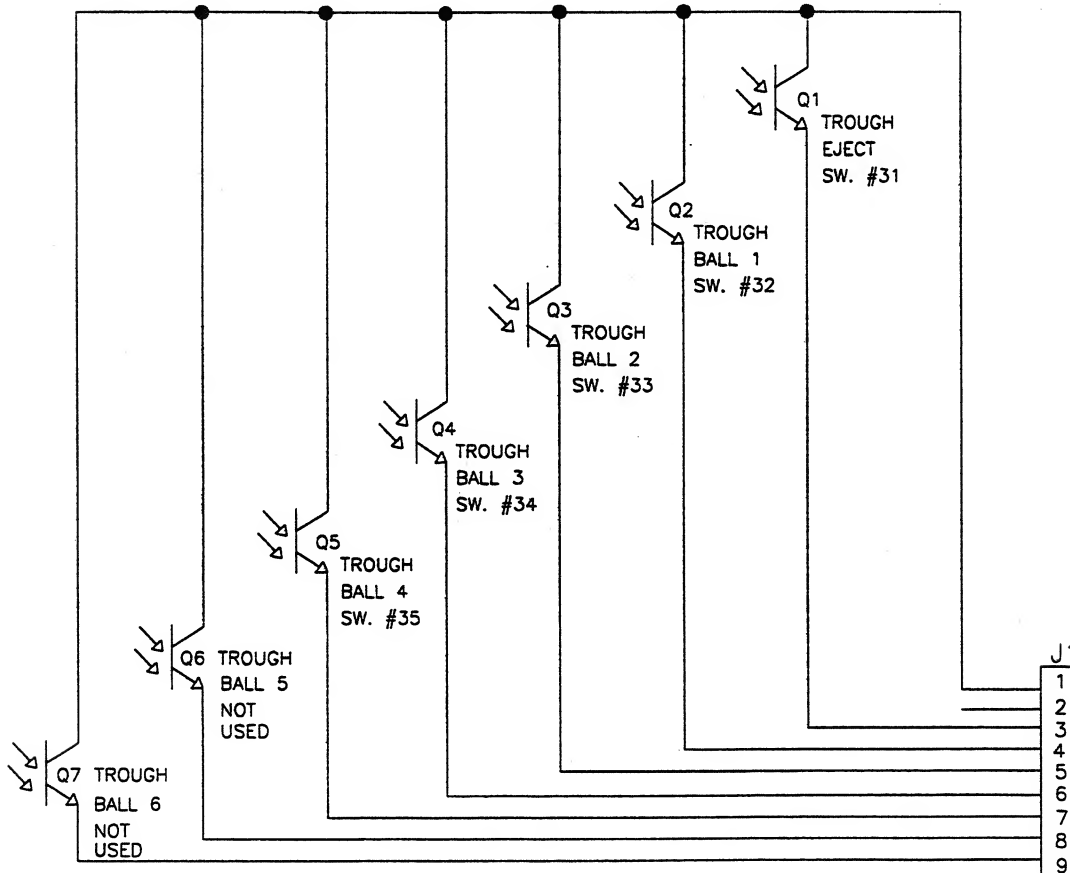 Q1
TROUGH
EJECT
SW. #31
Q2
TROUGH
BALL 1
SW. #32
Q3
TROUGH
BALL 2
SW. #33
Q4
TROUGH
BALL 3
SW. #34
Q5
TROUGH
BALL 4
SW. #35
Q6 TROUGH
BALL 5
NOT
USED
Q7 TROUGH
BALL 6
NOT
USED
J1
1
2
3
4
5
6
7
8
9